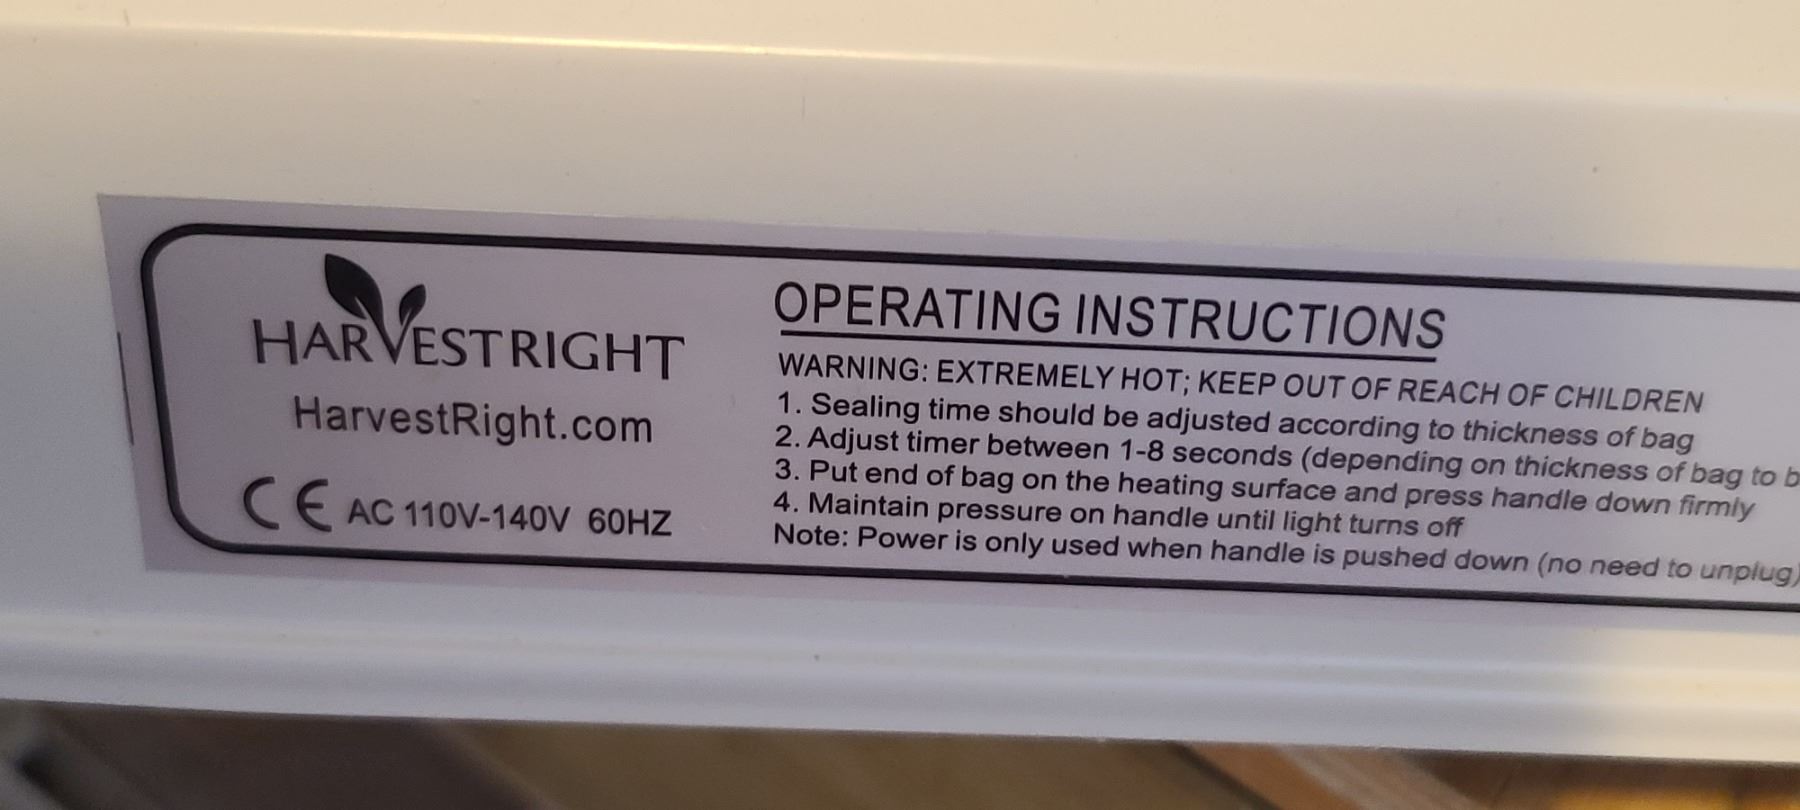 HARVESTRIGHT
HarvestRight.com
CE AC 110V-140V 60HZ
OPERATING INSTRUCTIONS
WARNING: EXTREMELY HOT; KEEP OUT OF REACH OF CHILDREN
1. Sealing time should be adjusted according to thickness of bag
2. Adjust timer between 1-8 seconds (depending on thickness of bag to b
3. Put end of bag on the heating surface and press handle down firmly
4. Maintain pressure on handle until light turns off
Note: Power is only used when handle is pushed down (no need to unplug)